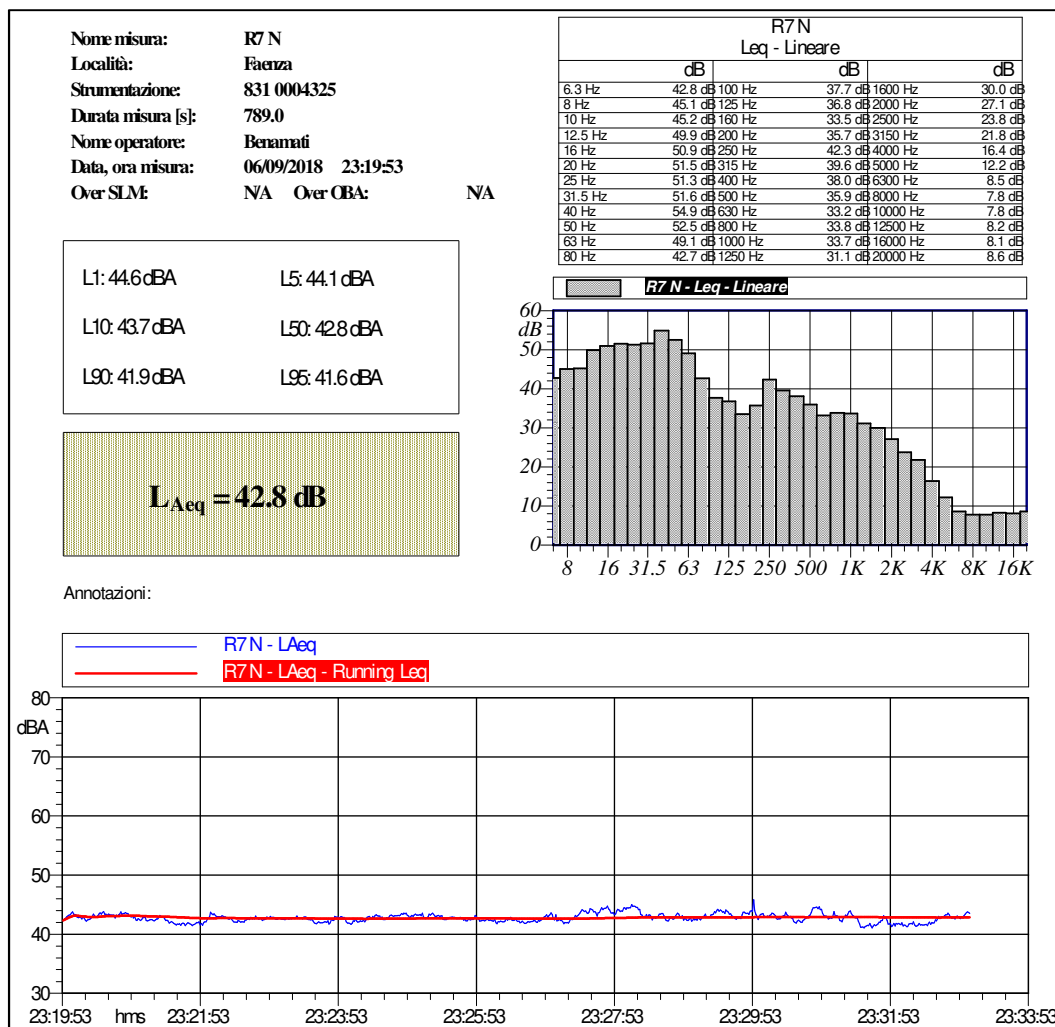 Nome misura: R7 N
Località: Faenza
Strumentazione: 831 0004325
Durata misura [s]: 789.0
Nome operatore: Benamati
Data, ora misura: 06/09/2018 23:19:53
Over SLM: N/A Over OBA: N/A
R7 N
Leq - Lineare
dB dB dB
6.3 Hz 42.8 dB 100 Hz 37.7 dB 1600 Hz 30.0 dB
8 Hz 45.1 dB 125 Hz 36.8 dB 2000 Hz 27.1 dB
10 Hz 45.2 dB 160 Hz 33.5 dB 2500 Hz 23.8 dB
12.5 Hz 49.9 dB 200 Hz 35.7 dB 3150 Hz 21.8 dB
16 Hz 50.9 dB 250 Hz 42.3 dB 4000 Hz 16.4 dB
20 Hz 51.5 dB 315 Hz 39.6 dB 5000 Hz 12.2 dB
25 Hz 51.3 dB 400 Hz 38.0 dB 6300 Hz 8.5 dB
31.5 Hz 51.6 dB 500 Hz 35.9 dB 8000 Hz 7.8 dB
40 Hz 54.9 dB 630 Hz 33.2 dB 10000 Hz 7.8 dB
50 Hz 52.5 dB 800 Hz 33.8 dB 12500 Hz 8.2 dB
63 Hz 49.1 dB 1000 Hz 33.7 dB 16000 Hz 8.1 dB
80 Hz 42.7 dB 1250 Hz 31.1 dB 20000 Hz 8.6 dB
L1: 44.6 dBA L5: 44.1 dBA
L10: 43.7 dBA L50: 42.8 dBA
L90: 41.9 dBA L95: 41.6 dBA
LAeq = 42.8 dB
R7 N - Leq - Lineare
60
dB
50
40
30
20
10
0
8 16 31.5 63 125 250 500 1K 2K 4K 8K 16K
Annotazioni:
R7 N - LAeq
R7 N - LAeq - Running Leq
80
dBA
70
60
50
40
30
23:19:53 hms 23:21:53 23:23:53 23:25:53 23:27:53 23:29:53 23:31:53 23:33:53